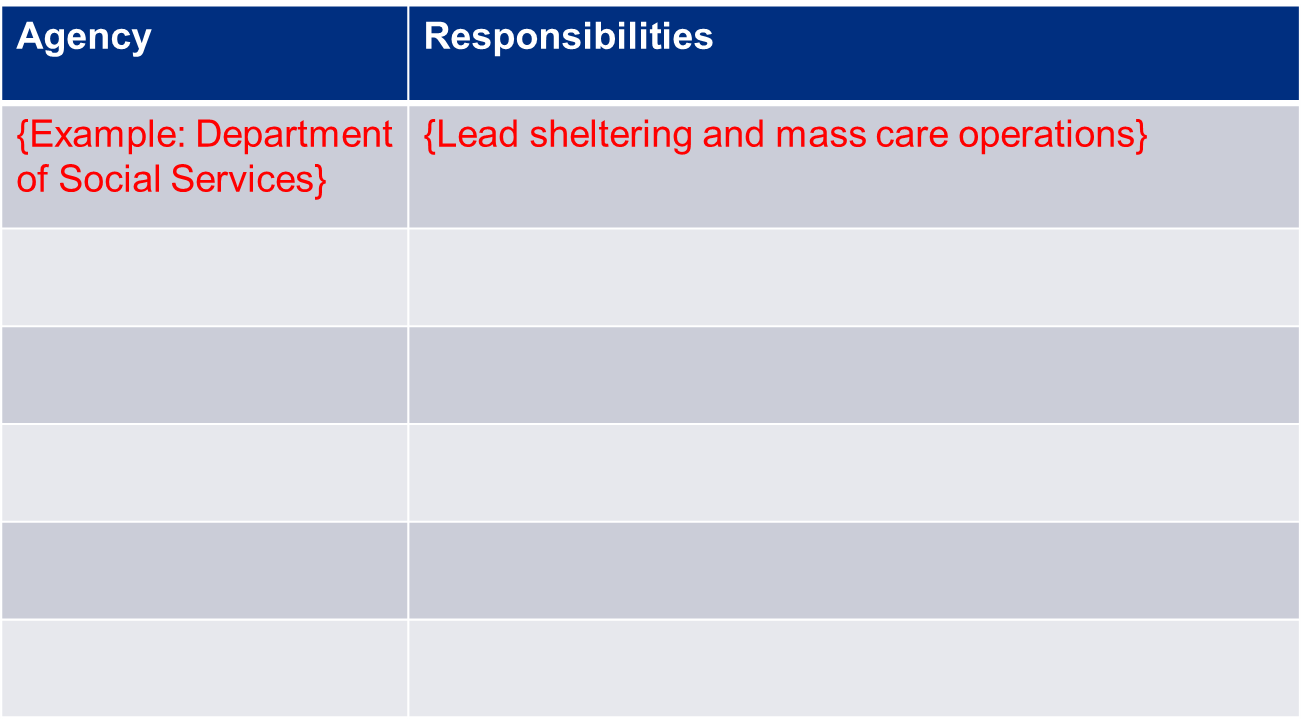 Agency
Responsibilities
{Example: Department
of Social Services}
{Lead sheltering and mass care operations}